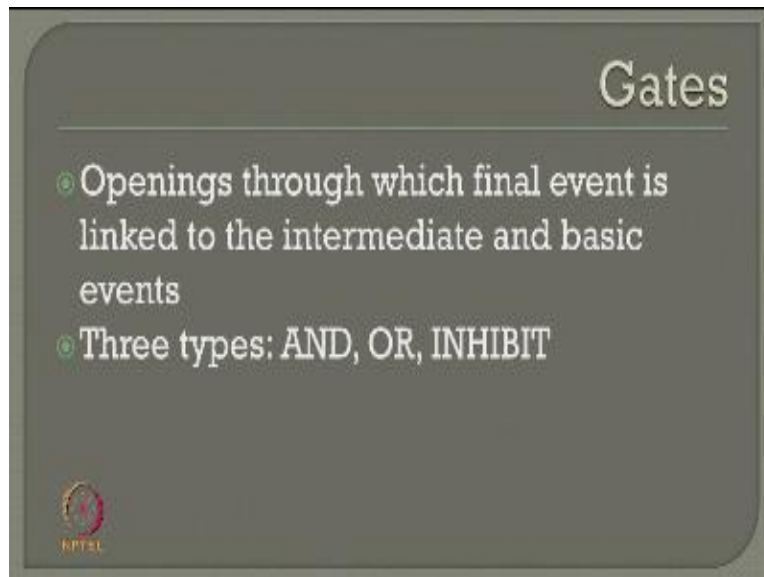 Gates
Openings through which final event is
linked to the intermediate and basic
events
Three types: AND, OR, INHIBIT
NPTEL